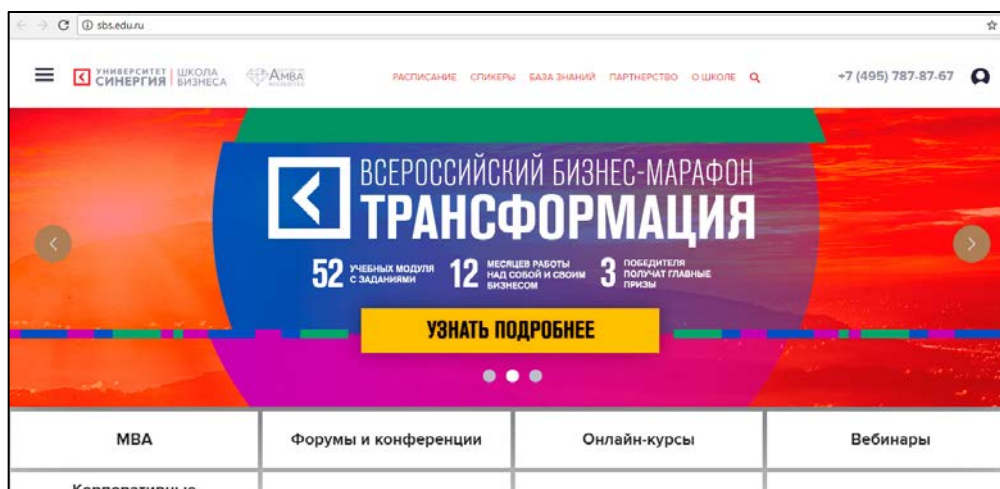 sbs.edu.ru
УНИВЕРСИТЕТ СИНЕРГИЯ
ШКОЛА БИЗНЕСА
АМВА
РАСПИСАНИЕ СПИКЕРЫ БАЗА ЗНАНИЙ ПАРТНЕРСТВО О ШКОЛЕ
+7 (495) 787-87-67
ВСЕРОССИЙСКИЙ БИЗНЕС-МАРАФОН
ТРАНСФОРМАЦИЯ
52 УЧЕБНЫХ МОДУЛЯ С ЗАДАНИЯМИ
12 МЕСЯЦЕВ РАБОТЫ НАД СОБОЙ И СВОИМ БИЗНЕСОМ
3 ПОБЕДИТЕЛЯ ПОЛУЧАТ ГЛАВНЫЕ ПРИЗЫ
УЗНАТЬ ПОДРОБНЕЕ
MBA
Форумы и конференции
Онлайн-курсы
Вебинары
Корпоративные